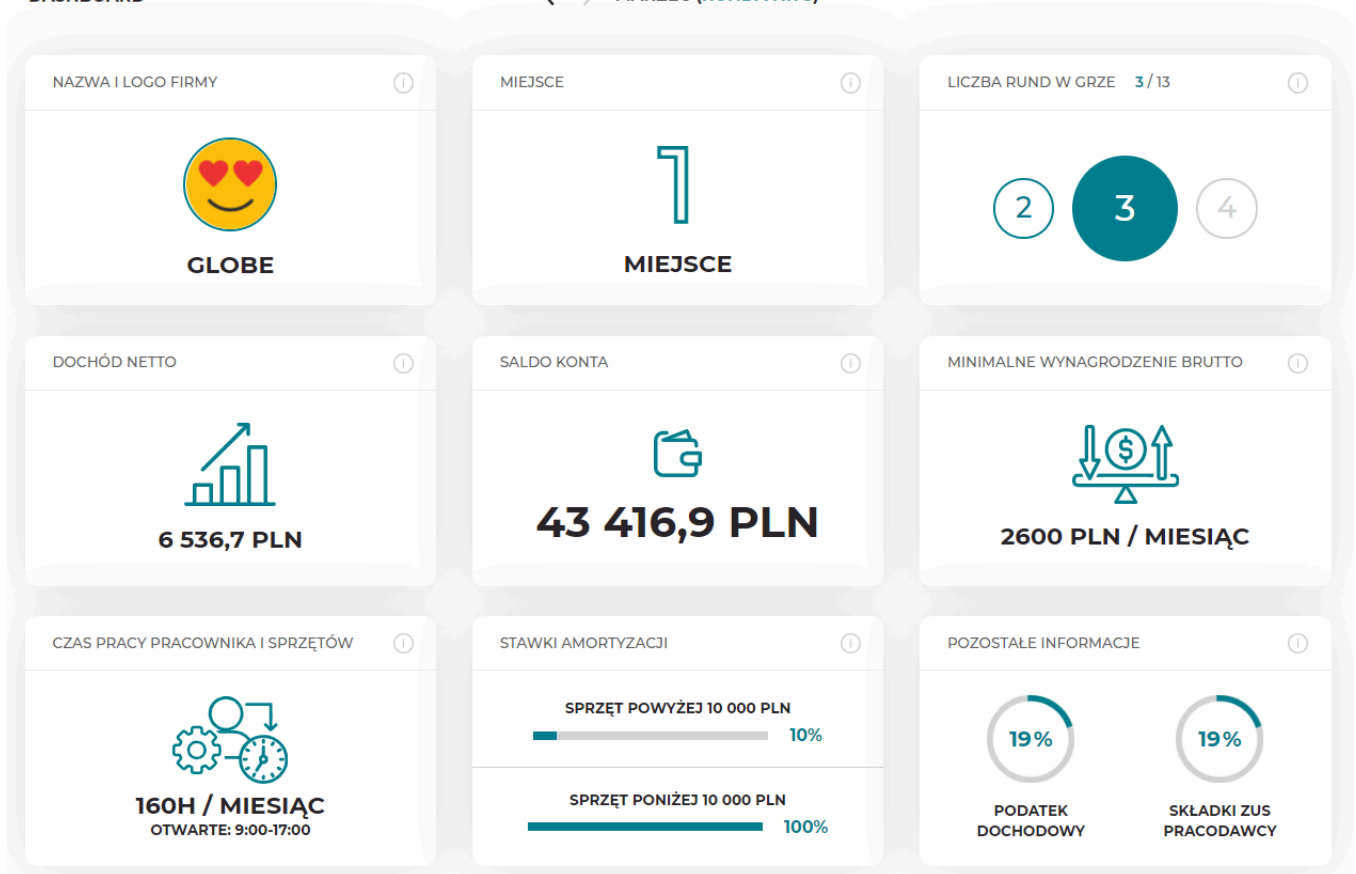 DASHBOARD
NAZWA I LOGO FIRMY
GLOBE
MIEJSCE
1
MIEJSCE
LICZBA RUND W GRZE 3 / 13
2 3 4
DOCHÓD NETTO
6 536,7 PLN
SALDO KONTA
43 416,9 PLN
MINIMALNE WYNAGRODZENIE BRUTTO
2600 PLN / MIESIĄC
CZAS PRACY PRACOWNIKA I SPRZĘTÓW
160H / MIESIĄC
OTWARTE: 9:00-17:00
STAWKI AMORTYZACJI
SPRZĘT POWYŻEJ 10 000 PLN
10%
SPRZĘT PONIŻEJ 10 000 PLN
100%
POZOSTAŁE INFORMACJE
19%
PODATEK
DOCHODOWY
19%
SKŁADKI ZUS
PRACODAWCY